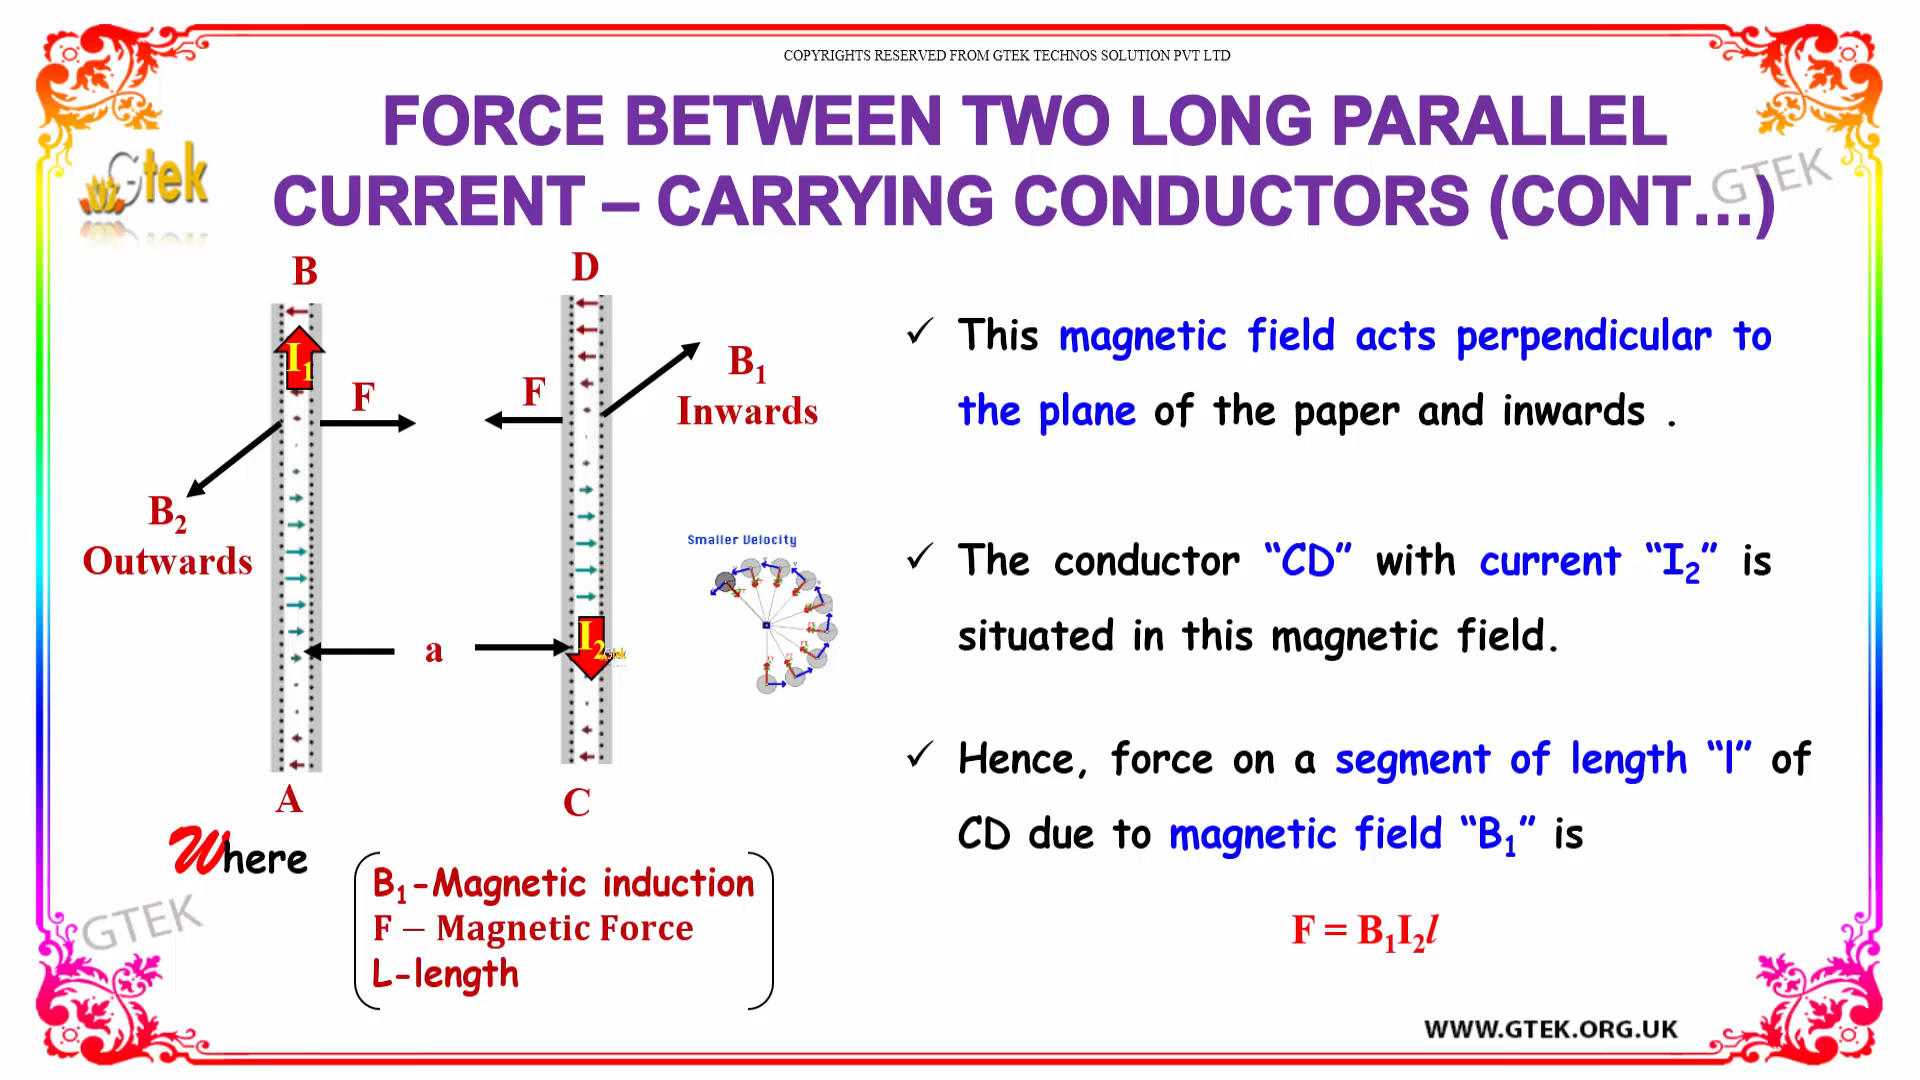 COPYRIGHTS RESERVED FROM GTEK TECHNOS SOLUTION PVT LTD
FORCE BETWEEN TWO LONG PARALLEL
CURRENT – CARRYING CONDUCTORS (CONT...)
GTEK
Gtek
B
D
I₁
F
F
B₁
Inwards
B₂
Outwards
a
I₂
Gtek
A
C
Smaller Velocity
✓ This magnetic field acts perpendicular to
the plane of the paper and inwards .
✓ The conductor “CD” with current “I₂” is
situated in this magnetic field.
✓ Hence, force on a segment of length “l” of
CD due to magnetic field “B₁” is
F = B₁I₂l
Where
B₁-Magnetic induction
F – Magnetic Force
L-length
GTEK
WWW.GTEK.ORG.UK